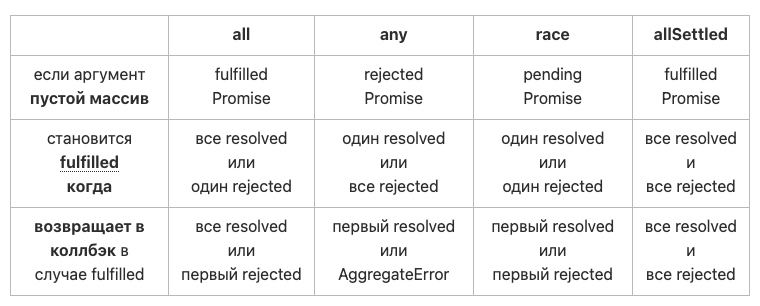 all any race allSettled
если аргумент
пустой массив
fulfilled
Promise
rejected
Promise
pending
Promise
fulfilled
Promise
становится
fulfilled
когда
все resolved
или
один rejected
один resolved
или
все rejected
один resolved
или
один rejected
все resolved
и
все rejected
возвращает в
коллбэк в
случае fulfilled
все resolved
или
первый rejected
первый resolved
или
AggregateError
первый resolved
или
первый rejected
все resolved
и
все rejected